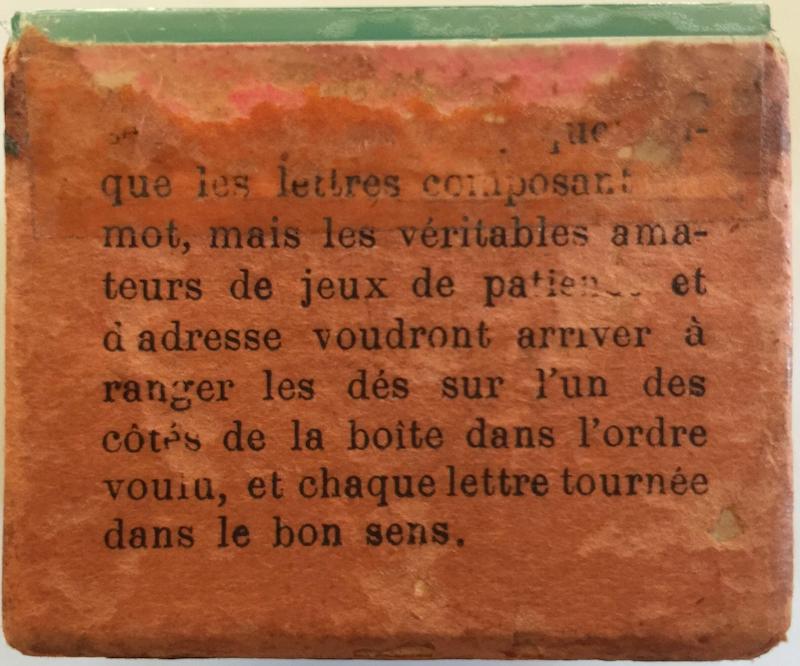 que les lettres composant
mot, mais les véritables ama-
teurs de jeux de patience et
d'adresse voudront arriver à
ranger les dés sur l'un des
côtés de la boîte dans l'ordre
voulu, et chaque lettre tournée
dans le bon sens.